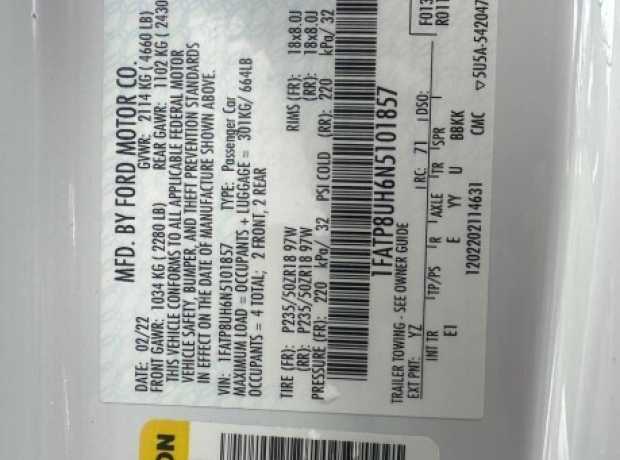 MFD. BY FORD MOTOR CO.
DATE: 02/22 GVWR: 2114 KG ( 4660 LB)
FRONT GAWR: 1034 KG (2280 LB) REAR GAWR: 1102 KG ( 2430
THIS VEHICLE CONFORMS TO ALL APPLICABLE FEDERAL MOTOR
VEHICLE SAFETY, BUMPER, AND THEFT PREVENTION STANDARDS
IN EFFECT ON THE DATE OF MANUFACTURE SHOWN ABOVE.
VIN: 1FATP8UH6N5101857 TYPE: Passenger Car
MAXIMUM LOAD = OCCUPANTS + LUGGAGE = 301KG/ 664LB
OCCUPANTS = 4 TOTAL; 2 FRONT, 2 REAR
TIRE (FR): P235/50ZR18 97W RIMS (FR): 18x8.0J
(RR): P235/50ZR18 97W (RR): 18x8.0J
PRESSURE (FR): 220 kPa/ 32 PSI COLD (RR): 220 kPa/ 32
1FATP8UH6N5101857
TRAILER TOWING - SEE OWNER GUIDE
EXT PNT: YZ RC: 71 DSO:
INT TR TP/PS R AXLE TR SPR
E1 E YY U BBKK
1202202114631 CMC
F013
R011
▽5U5A-542047
ON